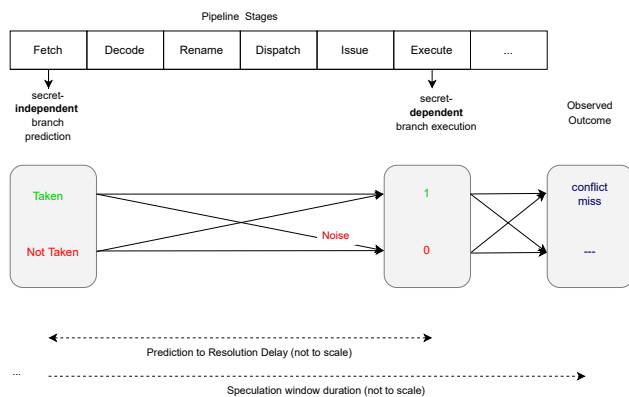 Pipeline Stages
Fetch Decode Rename Dispatch Issue Execute ...
secret-
independent
branch
prediction
secret-
dependent
branch execution
Observed
Outcome
Taken
1
conflict
miss
Noise
Not Taken
0
---
Prediction to Resolution Delay (not to scale)
...
Speculation window duration (not to scale)